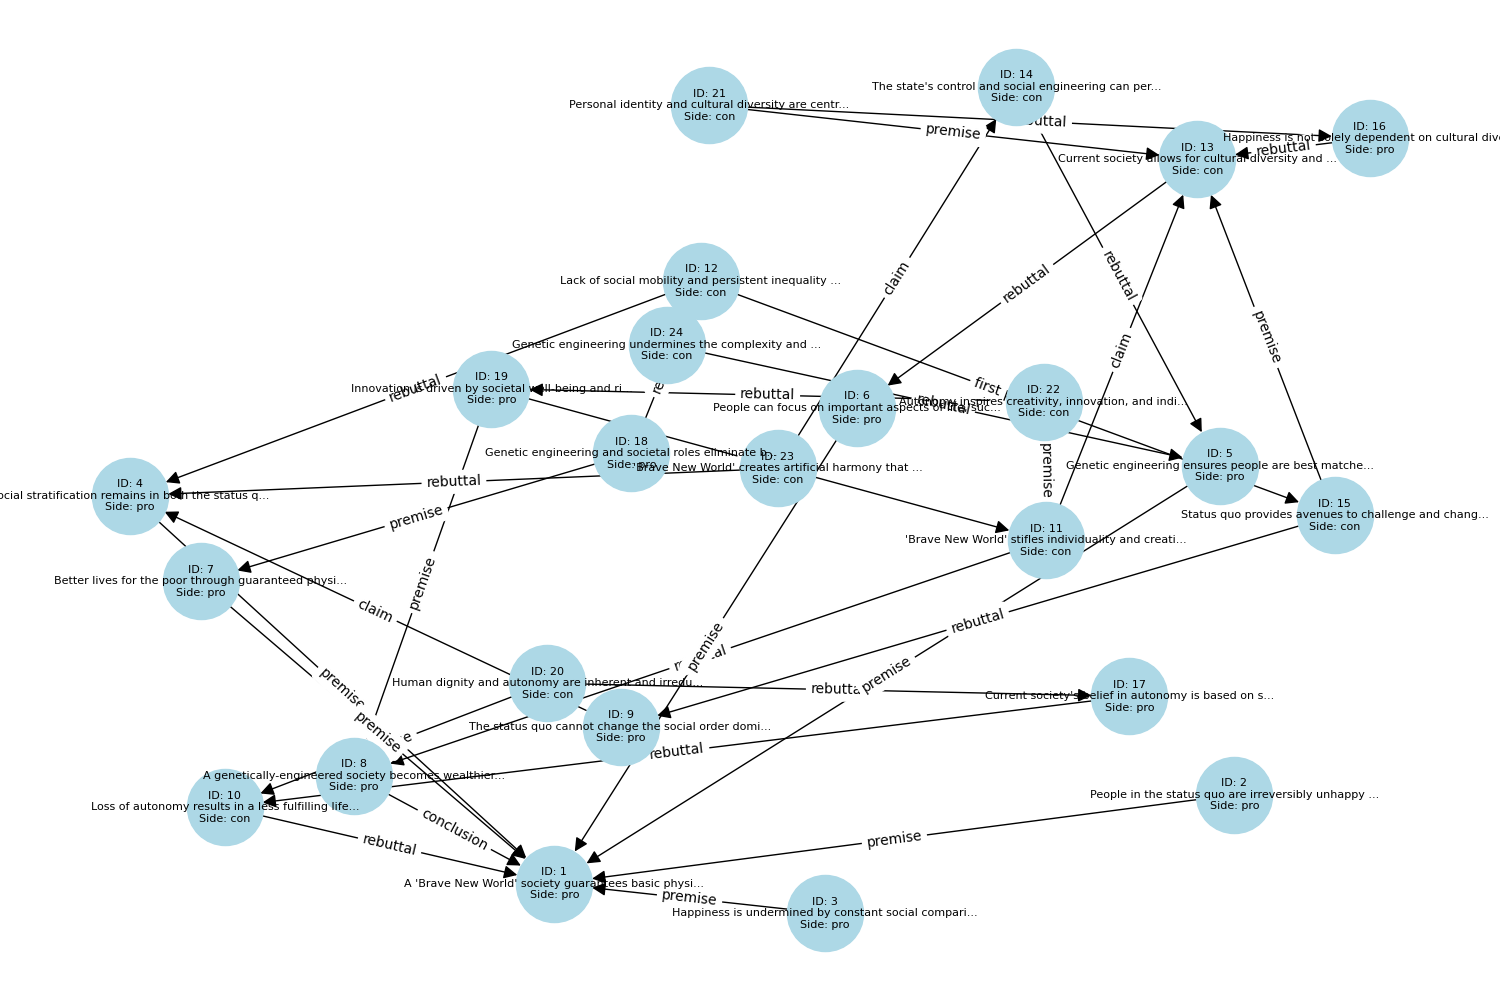 ID: 14
The state's control and social engineering can per...
Side: con
ID: 21
Personal identity and cultural diversity are centr...
Side: con
premise
ID: 16
Happiness is not solely dependent on cultural dive
Side: pro
rebuttal
ID: 13
Current society allows for cultural diversity and ...
Side: con
claim
rebuttal
rebuttal
ID: 12
Lack of social mobility and persistent inequality ...
Side: con
claim
premise
ID: 24
Genetic engineering undermines the complexity and ...
Side: con
rebuttal
ID: 19
Side: pro
rebuttal
first
ID: 6
People can focus on important aspects of
Side: pro
rebuttal
ID: 22
Autonomy inspires creativity, innovation, and indi...
Side: con
ID: 18
Genetic engineering and societal roles eliminate b
Side: pro
ID: 23
'Brave New World' creates artificial harmony that ...
Side: con
premise
ID: 5
Genetic engineering ensures people are best matche...
Side: pro
ID: 4
ocial stratification remains in both the status q...
Side: pro
rebuttal
premise
ID: 15
Status quo provides avenues to challenge and chang...
Side: con
ID: 11
'Brave New World' stifles individuality and creati...
Side: con
ID: 7
Better lives for the poor through guaranteed physi...
Side: pro
premise
claim
rebuttal
premise
ID: 20
Human dignity and autonomy are inherent and irredu...
Side: con
premise
premise
ID: 17
Current society's belief in autonomy is based on s...
Side: pro
ID: 9
The status quo cannot change the social order domi...
Side: pro
premise
rebuttal
ID: 8
A genetically-engineered society becomes wealthier...
Side: pro
ID: 10
Loss of autonomy results in a less fulfilling life...
Side: con
ID: 2
People in the status quo are irreversibly unhappy ...
Side: pro
conclusion
rebuttal
premise
ID: 1
A 'Brave New World' society guarantees basic physi...
Side: pro
premise
ID: 3
Happiness is undermined by constant social compari...
Side: pro